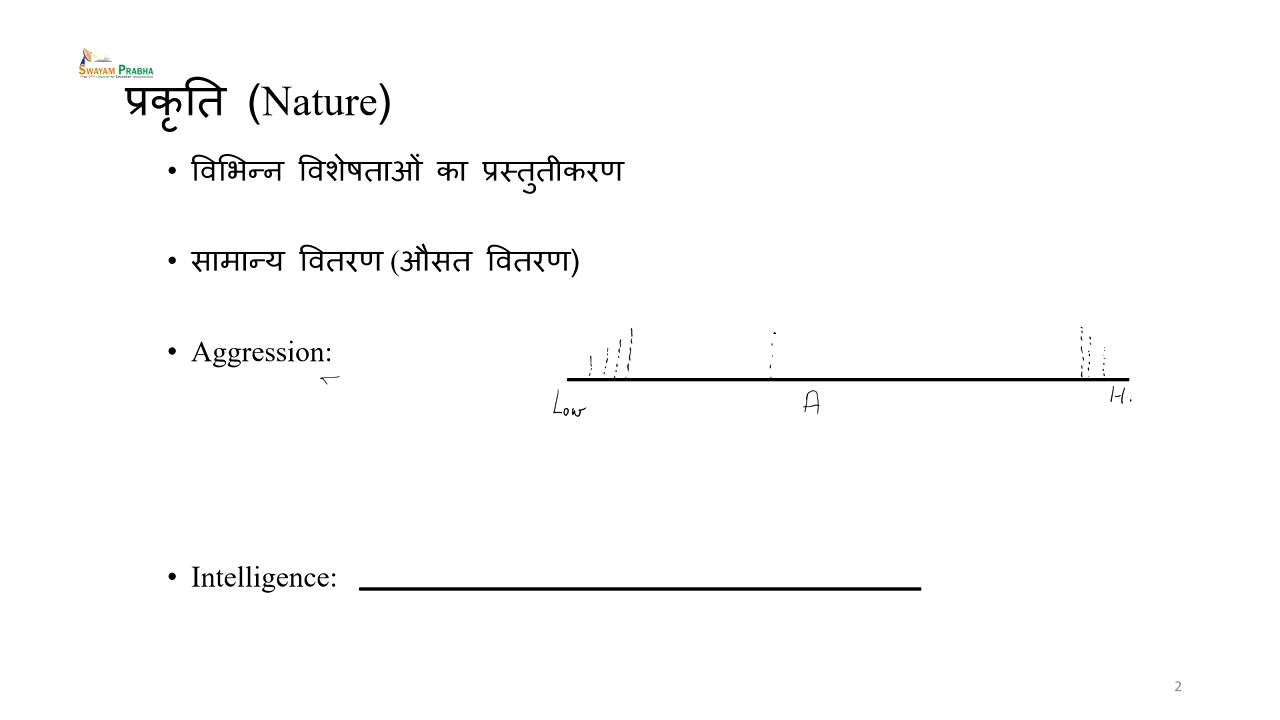 SWAYAM PRABHA
प्रकृति (Nature)
• विभिन्न विशेषताओं का प्रस्तुतीकरण
• सामान्य वितरण (औसत वितरण)
• Aggression:
Low A H.
• Intelligence:
2